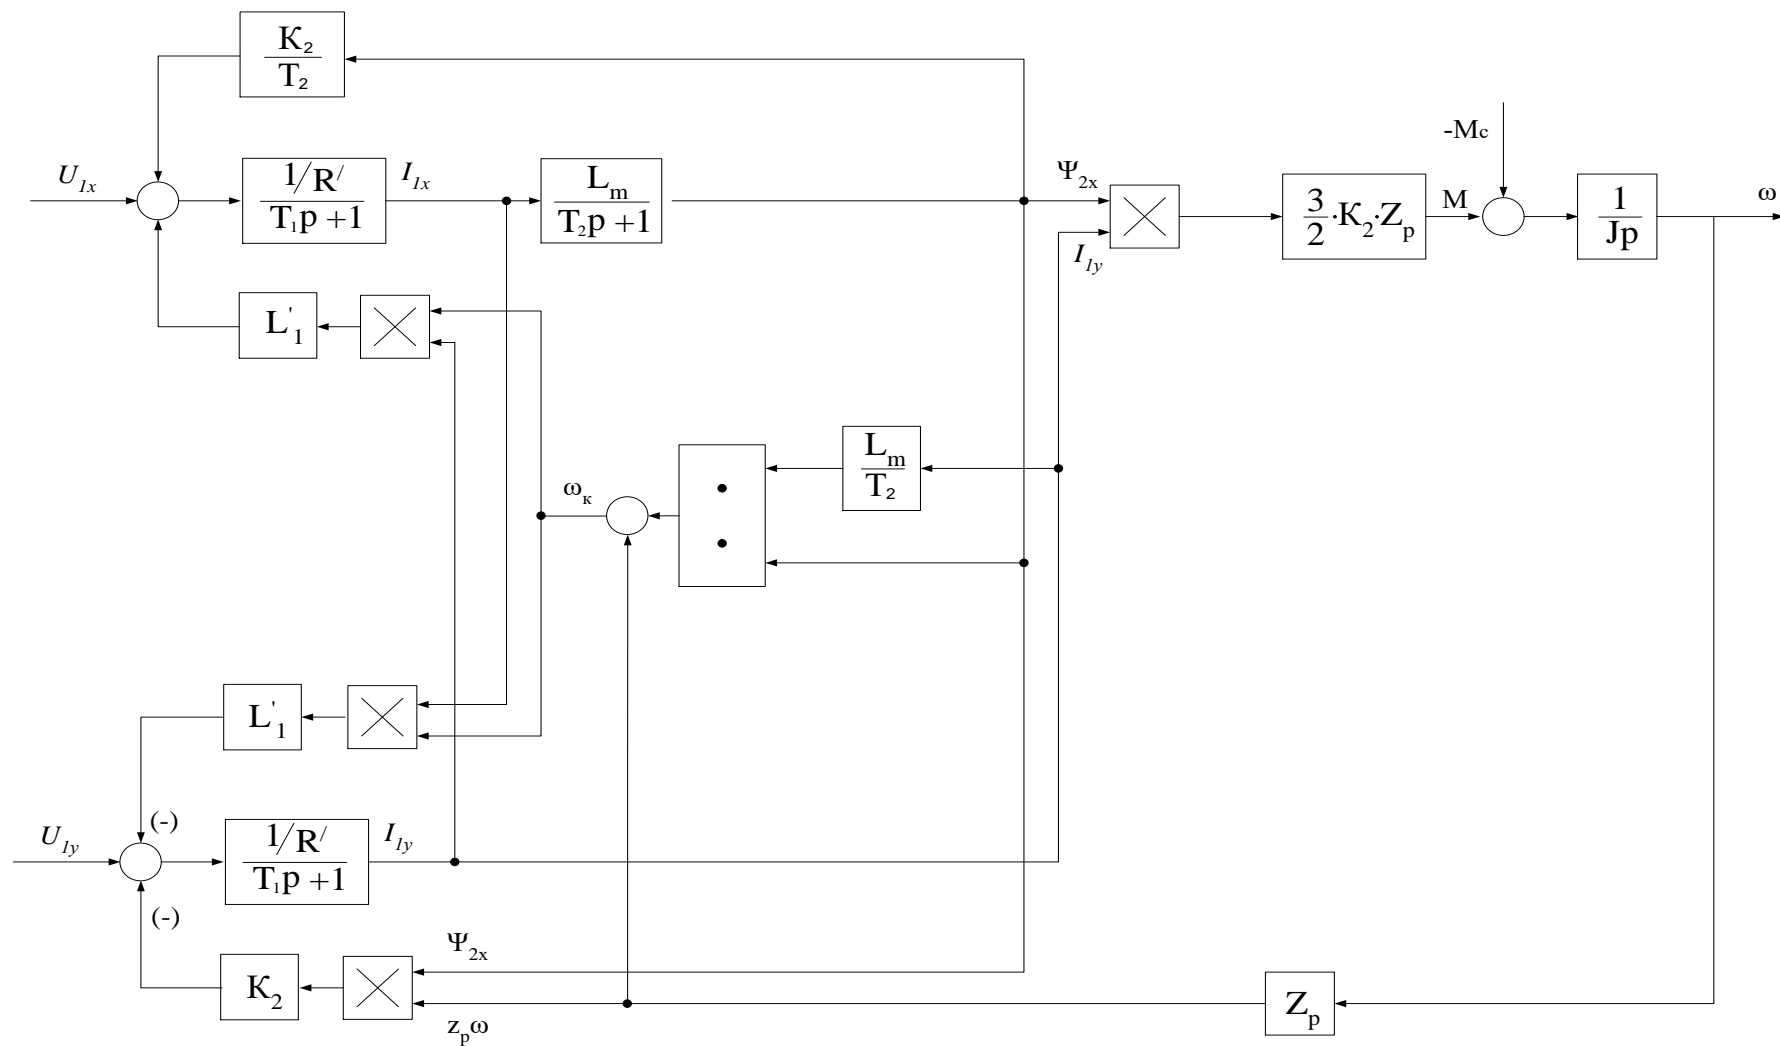 K₂
T₂
-Mc
U₁ₓ
1/R′
T₁p +1
I₁ₓ
Lₘ
T₂p +1
Ψ₂ₓ
3/2·K₂·Zₚ
M
1
Jp
ω
I₁y
L'₁
Lₘ
T₂
ωₖ
L'₁
(-)
U₁y
1/R′
T₁p +1
I₁y
(-)
Ψ₂ₓ
K₂
Zₚ
zₚω